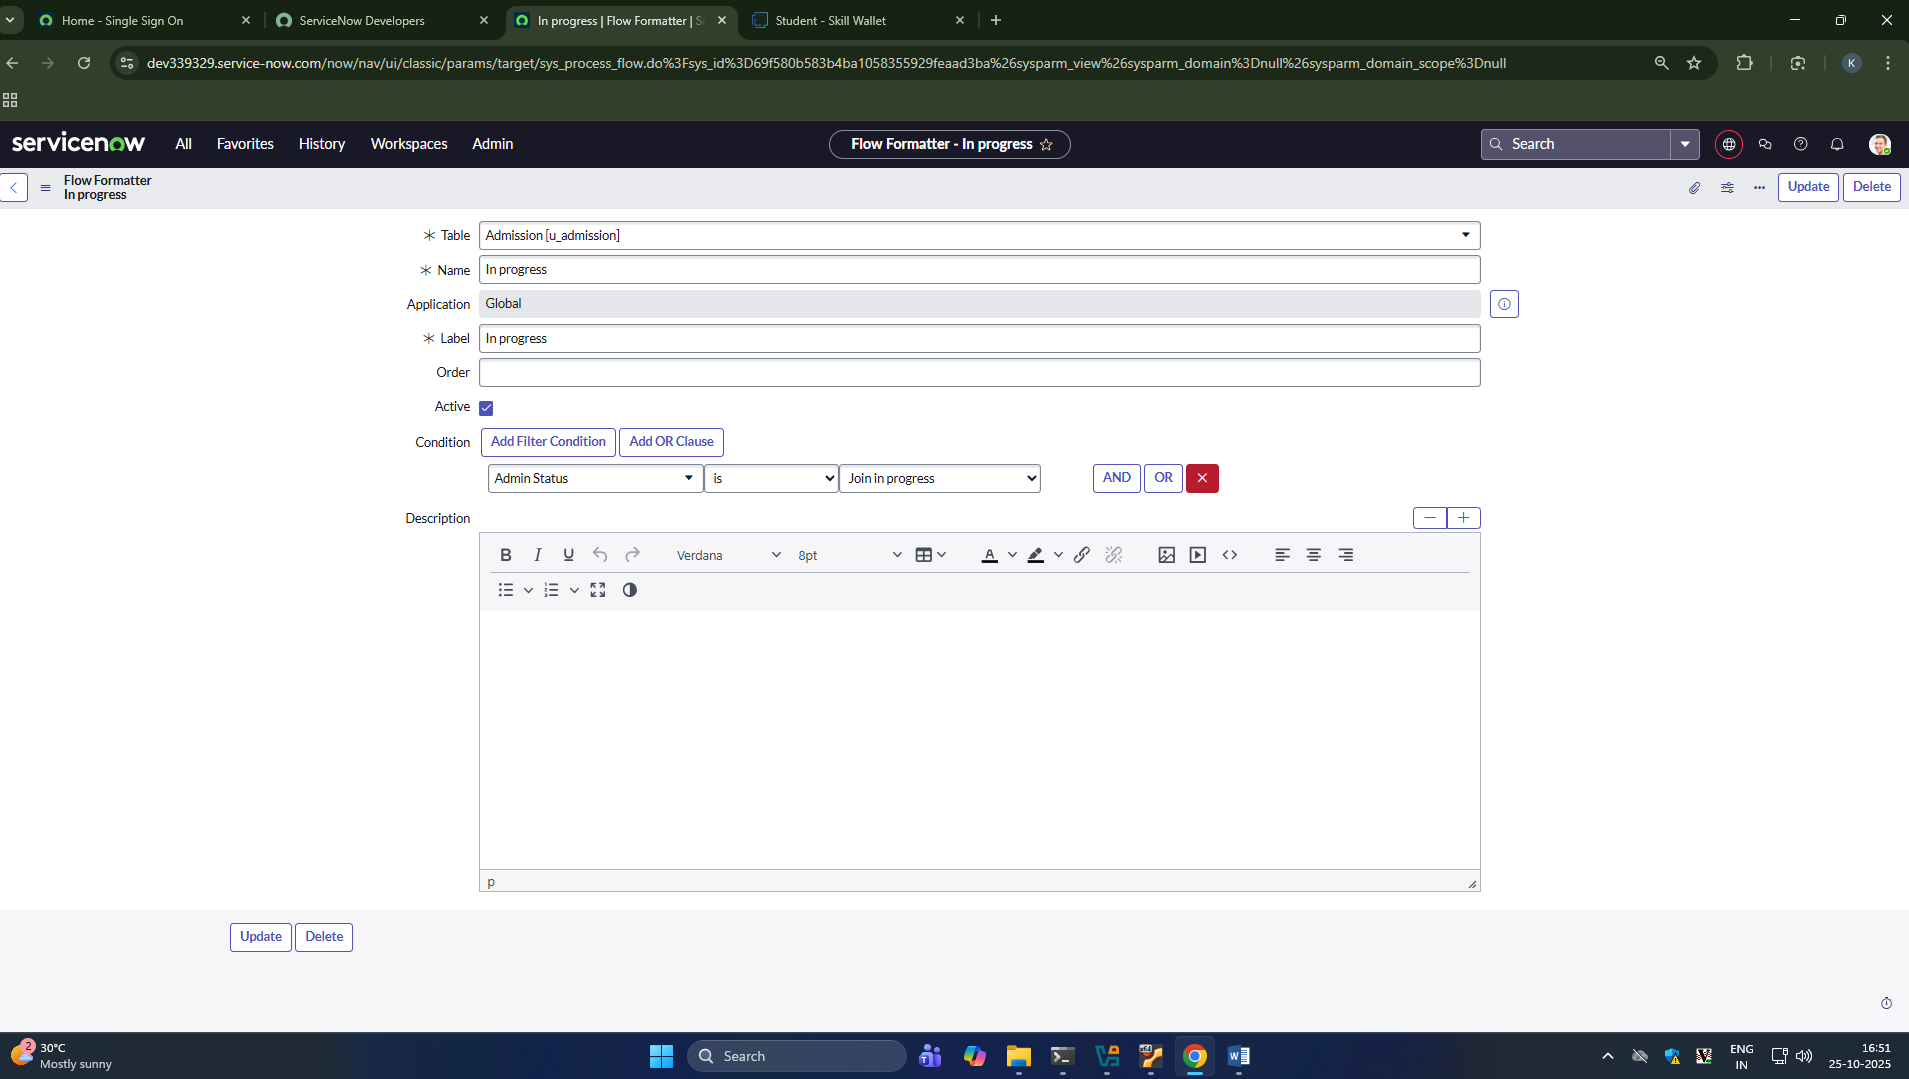 Home - Single Sign On
ServiceNow Developers
In progress | Flow Formatter | S
Student - Skill Wallet
dev339329.service-now.com/now/nav/ui/classic/params/target/sys_process_flow.do%3Fsys_id%3D69f580b583b4ba1058355929feaad3ba%26sysparm_view%26sysparm_domain%3Dnull%26sysparm_domain_scope%3Dnull
K
servicenow
All
Favorites
History
Workspaces
Admin
Flow Formatter - In progress
Search
Flow Formatter
In progress
Update
Delete
Table
Admission [u_admission]
Name
In progress
Application
Global
Label
In progress
Order
Active
Condition
Add Filter Condition
Add OR Clause
Admin Status
is
Join in progress
AND
OR
Description
B
I
U
Verdana
8pt
A
p
Update
Delete
2
30°C
Mostly sunny
Search
ENG
IN
16:51
25-10-2025